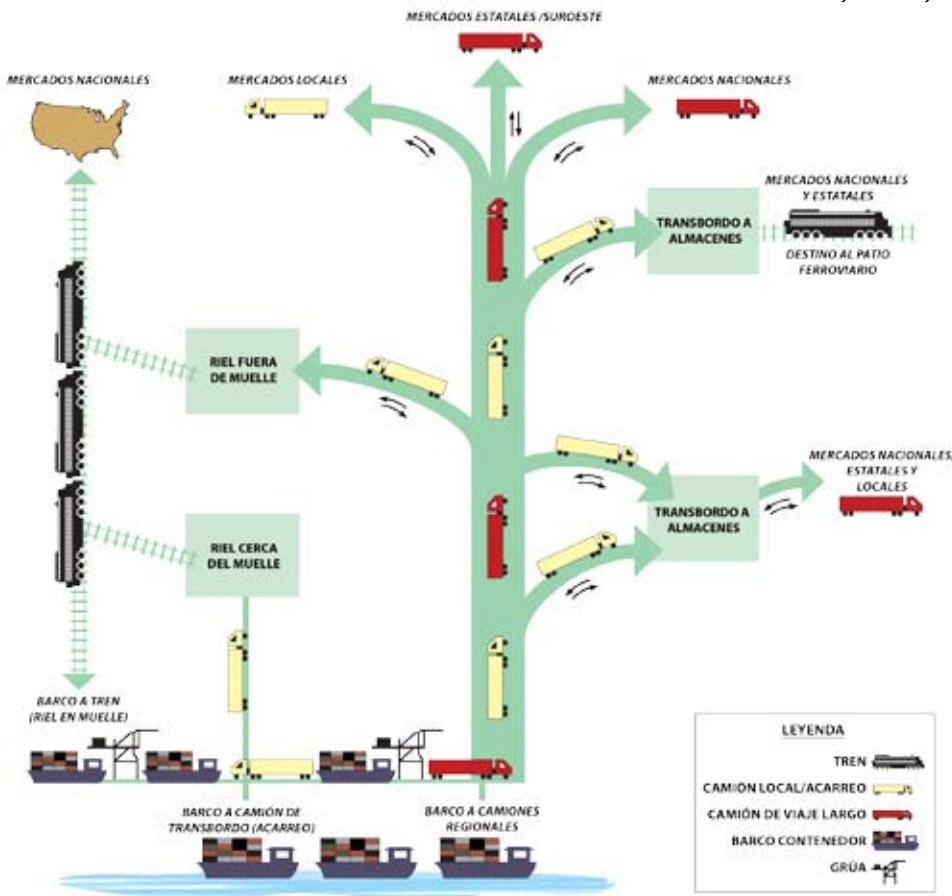 MERCADOS ESTATALES /SUROESTE
MERCADOS NACIONALES
MERCADOS LOCALES
MERCADOS NACIONALES
MERCADOS NACIONALES
Y ESTATALES
TRANSBORDO A
ALMACENES
DESTINO AL PATIO
FERROVIARIO
RIEL FUERA
DE MUELLE
MERCADOS NACIONALES,
ESTATALES Y
LOCALES
TRANSBORDO A
ALMACENES
RIEL CERCA
DEL MUELLE
BARCO A TREN
(RIEL EN MUELLE)
BARCO A CAMIÓN DE
TRANSBORDO (ACARREO)
BARCO A CAMIONES
REGIONALES
LEYENDA
TREN
CAMIÓN LOCAL/ACARREO
CAMIÓN DE VIAJE LARGO
BARCO CONTENEDOR
GRÚA